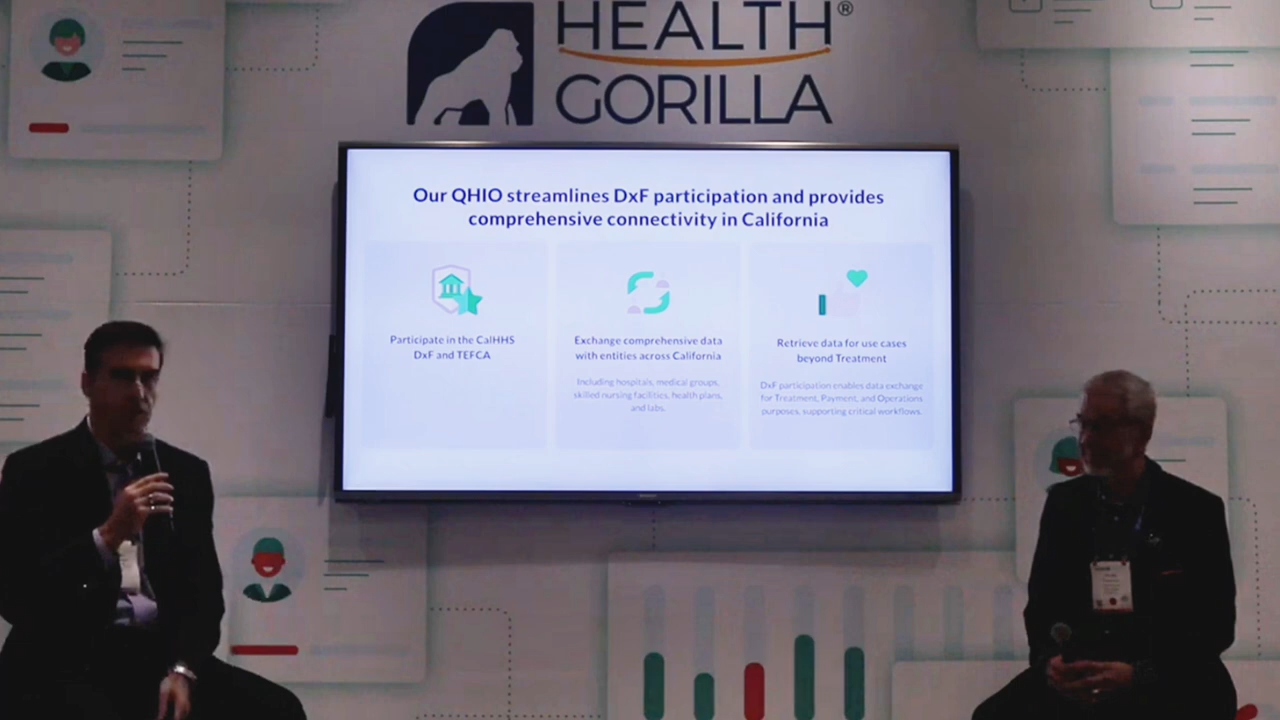 HEALTH®
GORILLA
Our QHIO streamlines DxF participation and provides
comprehensive connectivity in California
Participate in the CalHHS
DxF and TEFCA
Exchange comprehensive data
with entities across California
Including hospitals, medical groups,
skilled nursing facilities, health plans,
and labs.
Retrieve data for use cases
beyond Treatment
DxF participation enables data exchange
for Treatment, Payment, and Operations
purposes, supporting critical workflows.